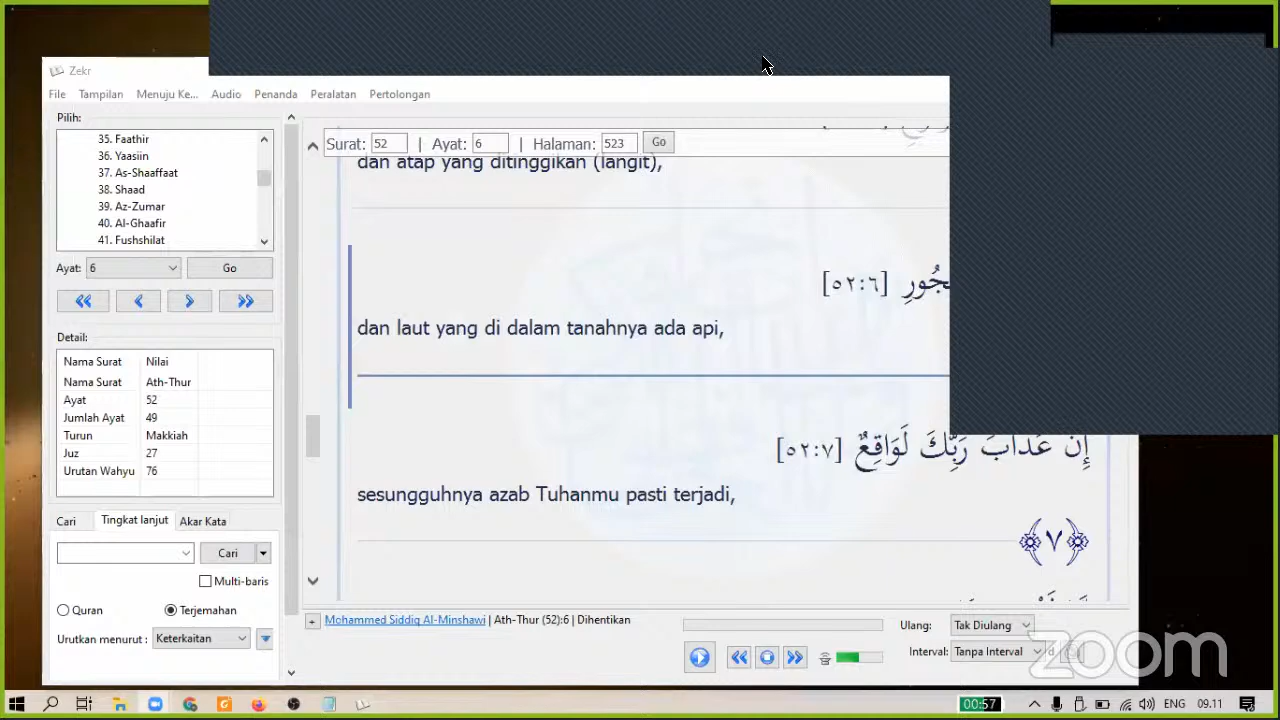 Zekr
File Tampilan Menuju Ke... Audio Penanda Peralatan Pertolongan
Pilih:
35. Faathir
36. Yaasiin
37. As-Shaaffaat
38. Shaad
39. Az-Zumar
40. Al-Ghaafir
41. Fushshilat
Ayat: 6 Go
Detail:
Nama Surat Nilai
Nama Surat Ath-Thur
Ayat 52
Jumlah Ayat 49
Turun Makkiah
Juz 27
Urutan Wahyu 76
Cari Tingkat lanjut Akar Kata
Cari
Multi-baris
Quran Terjemahan
Urutkan menurut : Keterkaitan
Surat: 52 | Ayat: 6 | Halaman: 523 Go
dan atap yang ditinggikan (langit),
[٥٢:٦]
dan laut yang di dalam tanahnya ada api,
إِنَّ عَذَابَ رَبِّكَ لَوَاقِعٌ [٥٢:٧]
sesungguhnya azab Tuhanmu pasti terjadi,
﴿٧﴾
Mohammed Siddiq Al-Minshawi | Ath-Thur (52):6 | Dihentikan
Ulang: Tak Diulang
Interval: Tanpa Interval
zoom
00:57
ENG 09.11